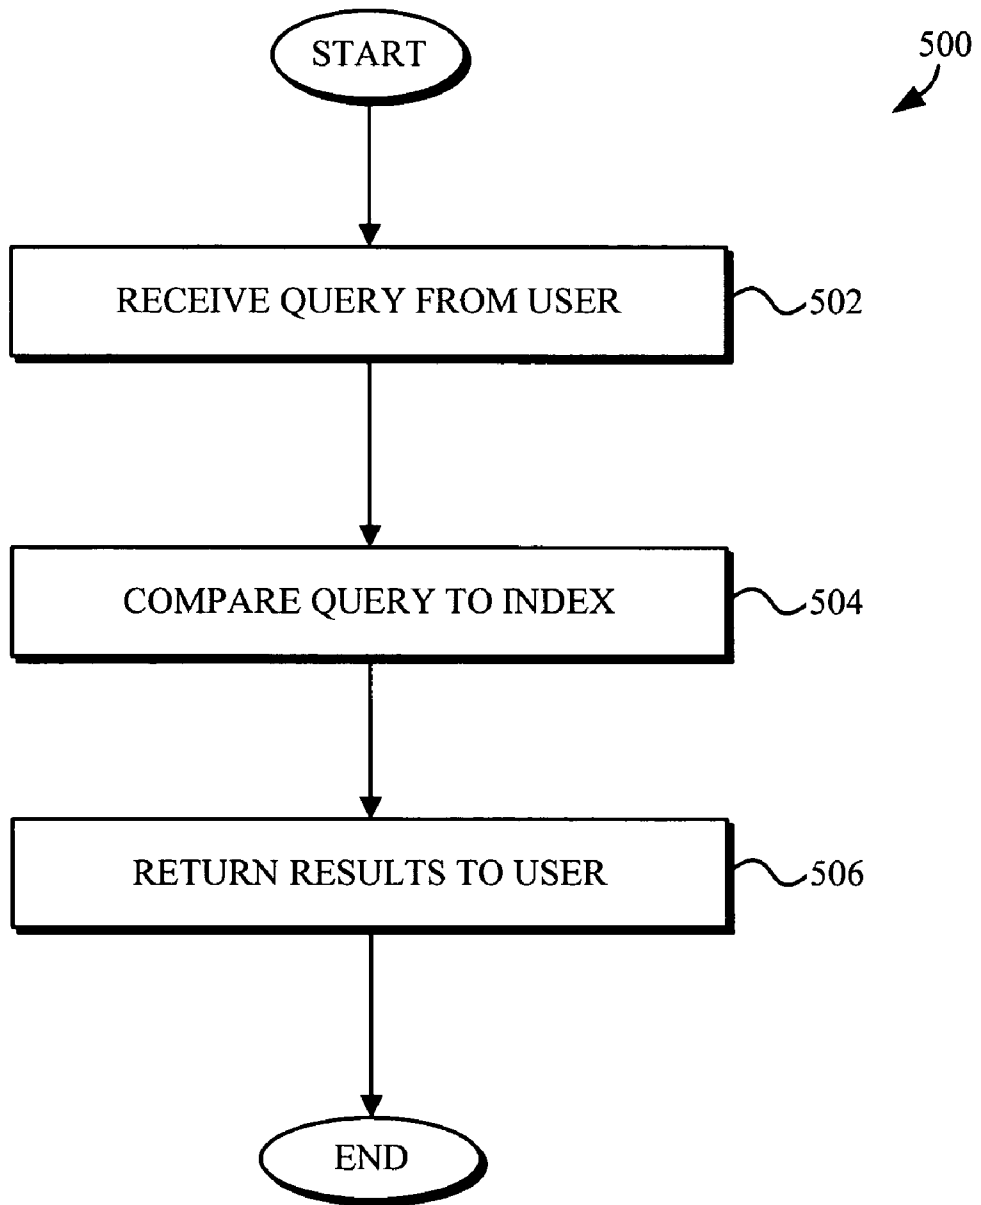 START
500
RECEIVE QUERY FROM USER
502
COMPARE QUERY TO INDEX
504
RETURN RESULTS TO USER
506
END